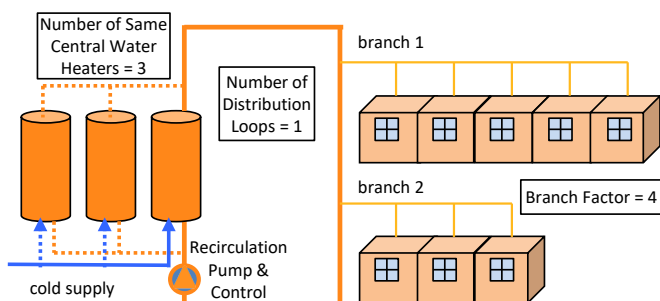 Number of Same
Central Water
Heaters = 3
Number of
Distribution
Loops = 1
branch 1
branch 2
Branch Factor = 4
Recirculation
Pump &
Control
cold supply